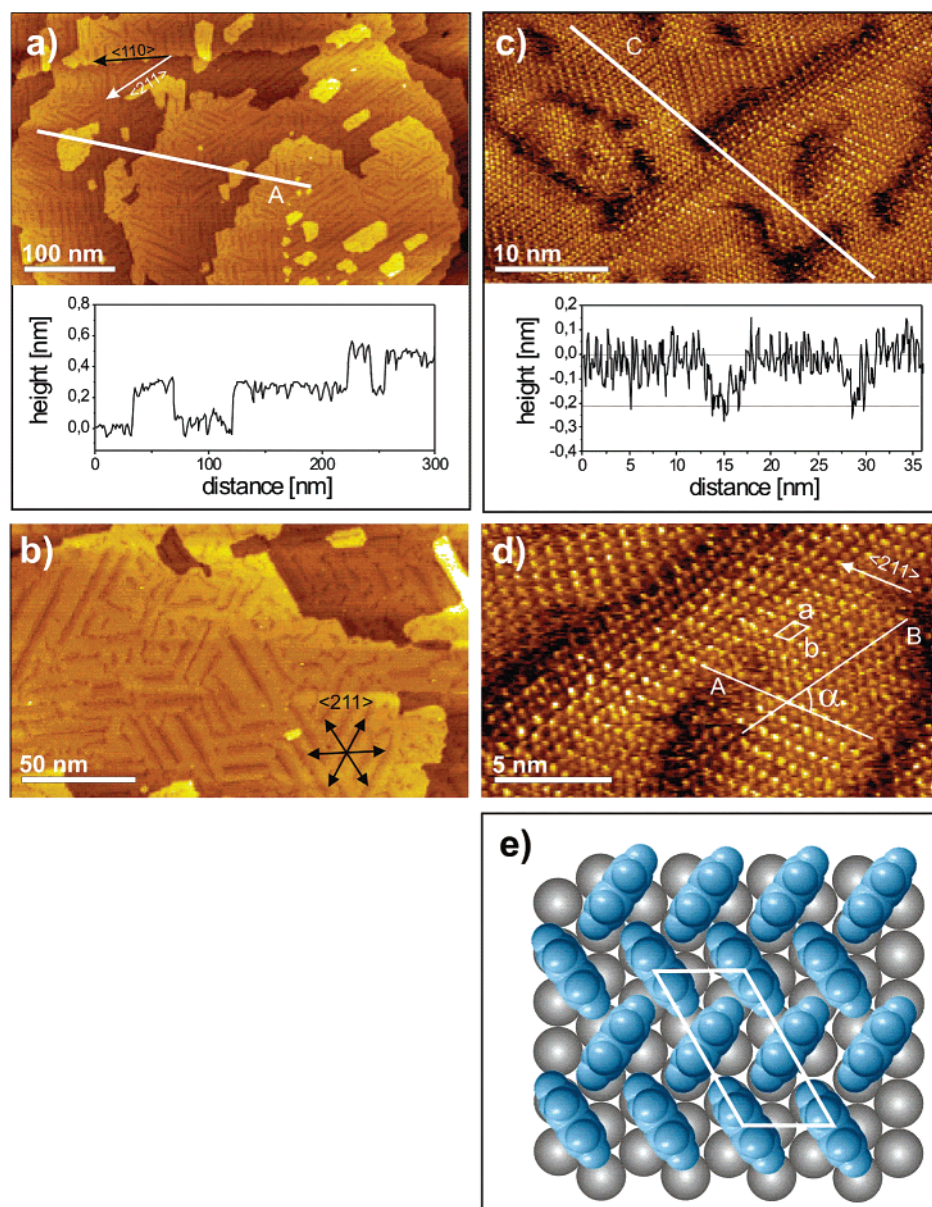 a)
<110>
<211>
A
100 nm
0,8
0,6
0,4
0,2
0,0
height [nm]
0 100 200 300
distance [nm]
c)
C
10 nm
0,2
0,1
0,0
-0,1
-0,2
-0,3
-0,4
height [nm]
0 5 10 15 20 25 30 35
distance [nm]
b)
<211>
50 nm
d)
<211>
a
b
B
A
α
5 nm
e)